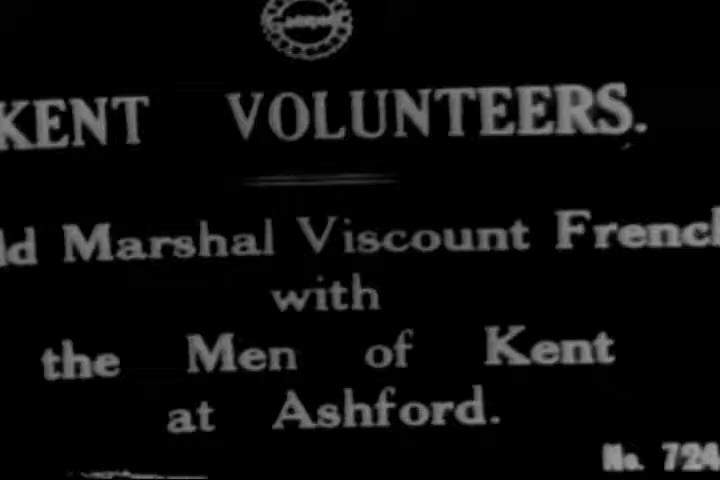 KENT VOLUNTEERS.
ld Marshal Viscount French
with
the Men of Kent
at Ashford.
No. 724